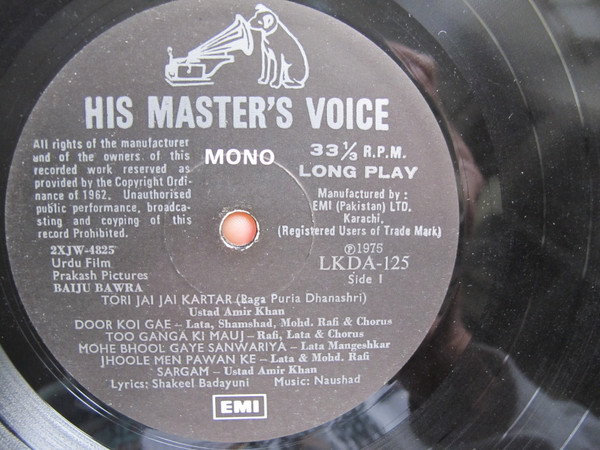 HIS MASTER'S VOICE
All rights of the manufacturer
und of the owners of this
recorded work reserved as
provided by the Copyright Ordi-
nance of 1962. Unauthorised
public performance, broadca-
sting and coyping of this
record Prohibited.
MONO
33⅓ R.P.M.
LONG PLAY
Manufactured by :
EMI (Pakistan) LTD.
Karachi.
(Registered Users of Trade Mark)
2XJW-4825
Urdu Film
Prakash Pictures
BAIJU BAWRA
Ⓟ1975
LKDA-125
Side 1
TORI JAI JAI KARTAR (Raga Puria Dhanashri)
Ustad Amir Khan
DOOR KOI GAE – Lata, Shamshad, Mohd. Rafi & Chorus
TOO GANGA KI MAUJ – Rafi, Lata & Chorus
MOHE BHOOL GAYE SANWARIYA – Lata Mangeshkar
JHOOLE MEN PAWAN KE – Lata & Mohd. Rafi
SARGAM – Ustad Amir Khan
Lyrics: Shakeel Badayuni Music: Naushad
EMI